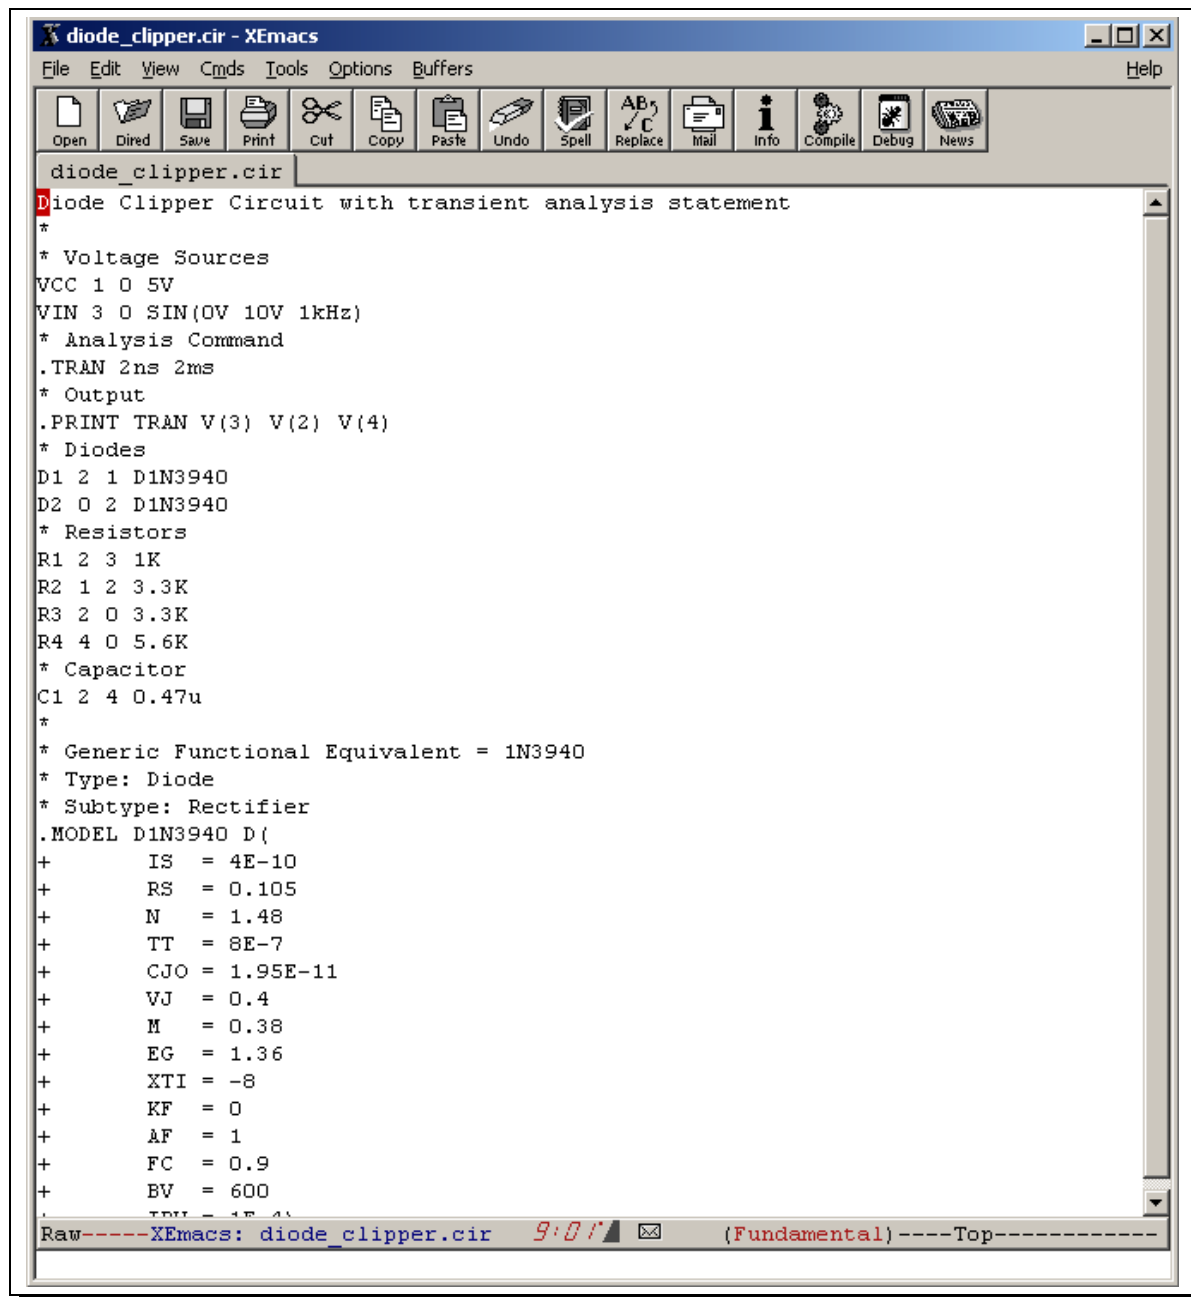 diode_clipper.cir - XEmacs
File Edit View Cmds Tools Options Buffers Help
Open Dired Save Print Cut Copy Paste Undo Spell Replace Mail Info Compile Debug News
diode_clipper.cir
Diode Clipper Circuit with transient analysis statement
*
* Voltage Sources
VCC 1 0 5V
VIN 3 0 SIN(0V 10V 1kHz)
* Analysis Command
.TRAN 2ns 2ms
* Output
.PRINT TRAN V(3) V(2) V(4)
* Diodes
D1 2 1 D1N3940
D2 0 2 D1N3940
* Resistors
R1 2 3 1K
R2 1 2 3.3K
R3 2 0 3.3K
R4 4 0 5.6K
* Capacitor
C1 2 4 0.47u
*
* Generic Functional Equivalent = 1N3940
* Type: Diode
* Subtype: Rectifier
.MODEL D1N3940 D(
+ IS = 4E-10
+ RS = 0.105
+ N = 1.48
+ TT = 8E-7
+ CJO = 1.95E-11
+ VJ = 0.4
+ M = 0.38
+ EG = 1.36
+ XTI = -8
+ KF = 0
+ AF = 1
+ FC = 0.9
+ BV = 600
Raw-----XEmacs: diode_clipper.cir 9:01 (Fundamental)----Top------------